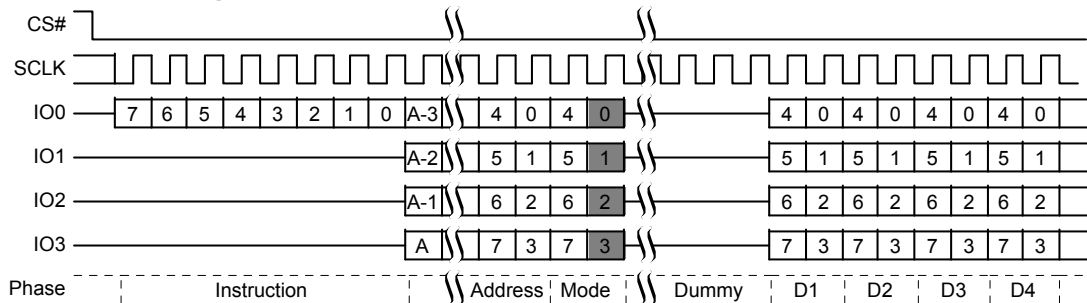 CS#
SCLK
IO0 7 6 5 4 3 2 1 0 A-3 4 0 4 0 4 0 4 0 4 0 4 0
IO1 A-2 5 1 5 1 5 1 5 1 5 1 5 1
IO2 A-1 6 2 6 2 6 2 6 2 6 2 6 2
IO3 A 7 3 7 3 7 3 7 3 7 3 7 3
Phase Instruction Address Mode Dummy D1 D2 D3 D4